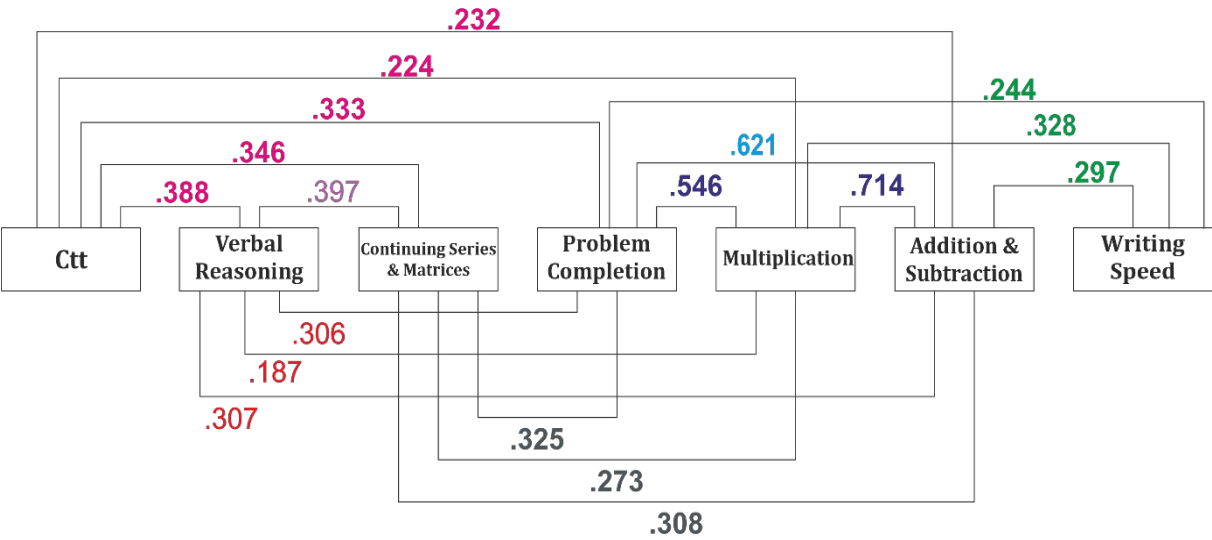 .232
.224
.244
.333
.328
.621
.346
.546
.714
.297
.388
.397
Ctt
Verbal
Reasoning
Continuing Series
& Matrices
Problem
Completion
Multiplication
Addition &
Subtraction
Writing
Speed
.306
.187
.307
.325
.273
.308